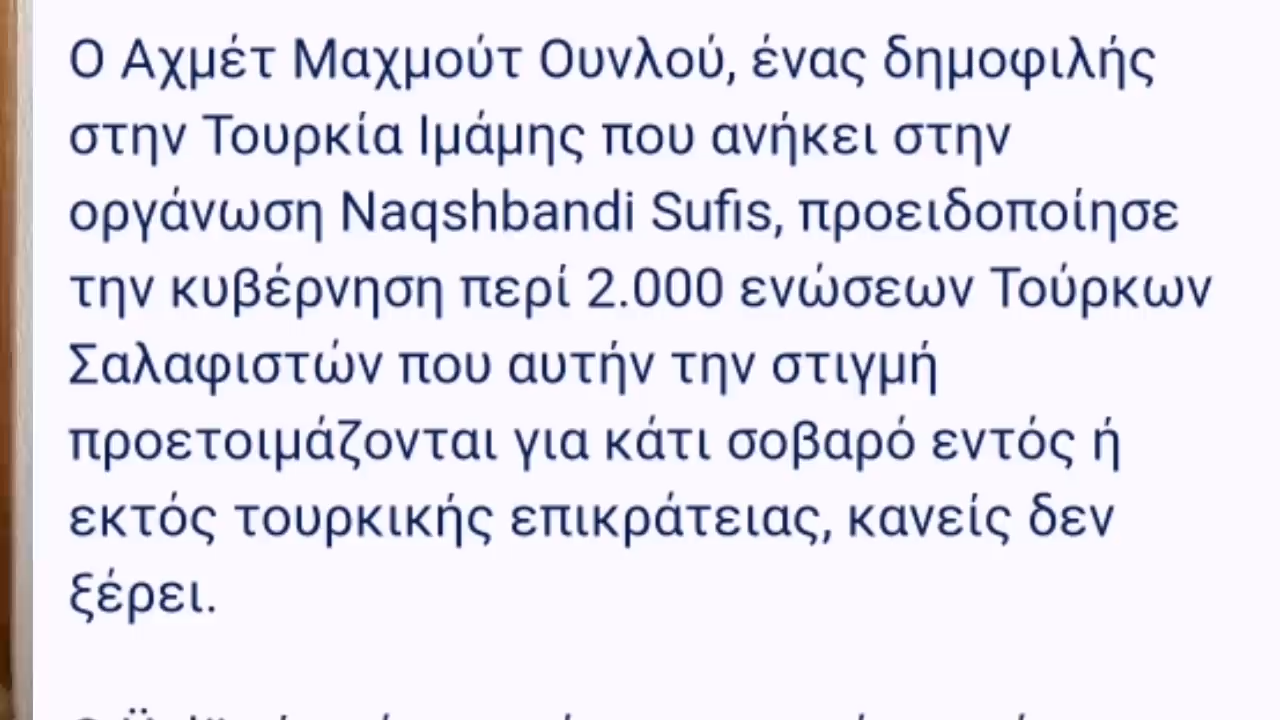 Ο Αχμέτ Μαχμούτ Ουνλού, ένας δημοφιλής
στην Τουρκία Ιμάμης που ανήκει στην
οργάνωση Naqshbandi Sufis, προειδοποίησε
την κυβέρνηση περί 2.000 ενώσεων Τούρκων
Σαλαφιστών που αυτήν την στιγμή
προετοιμάζονται για κάτι σοβαρό εντός ή
εκτός τουρκικής επικράτειας, κανείς δεν
ξέρει.